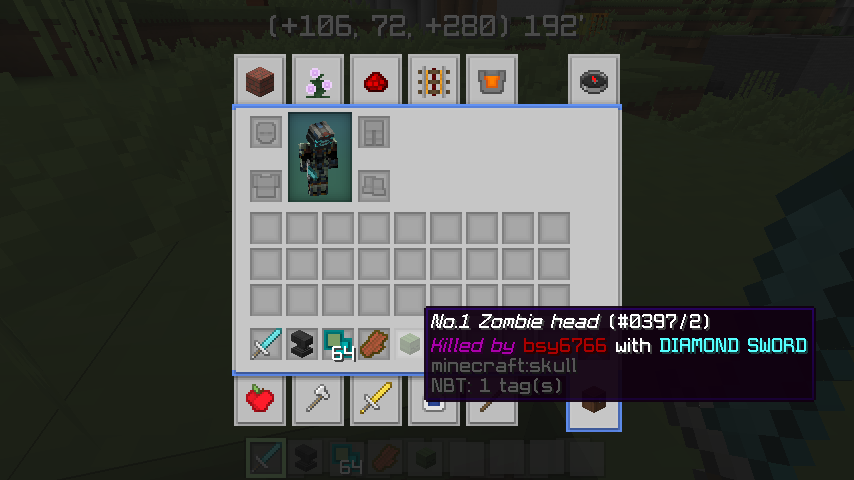 (+106, 72, +280) 192'
64
No.1 Zombie head (#0397/2)
Killed by bsy6766 with DIAMOND SWORD
minecraft:skull
NBT: 1 tag(s)
64